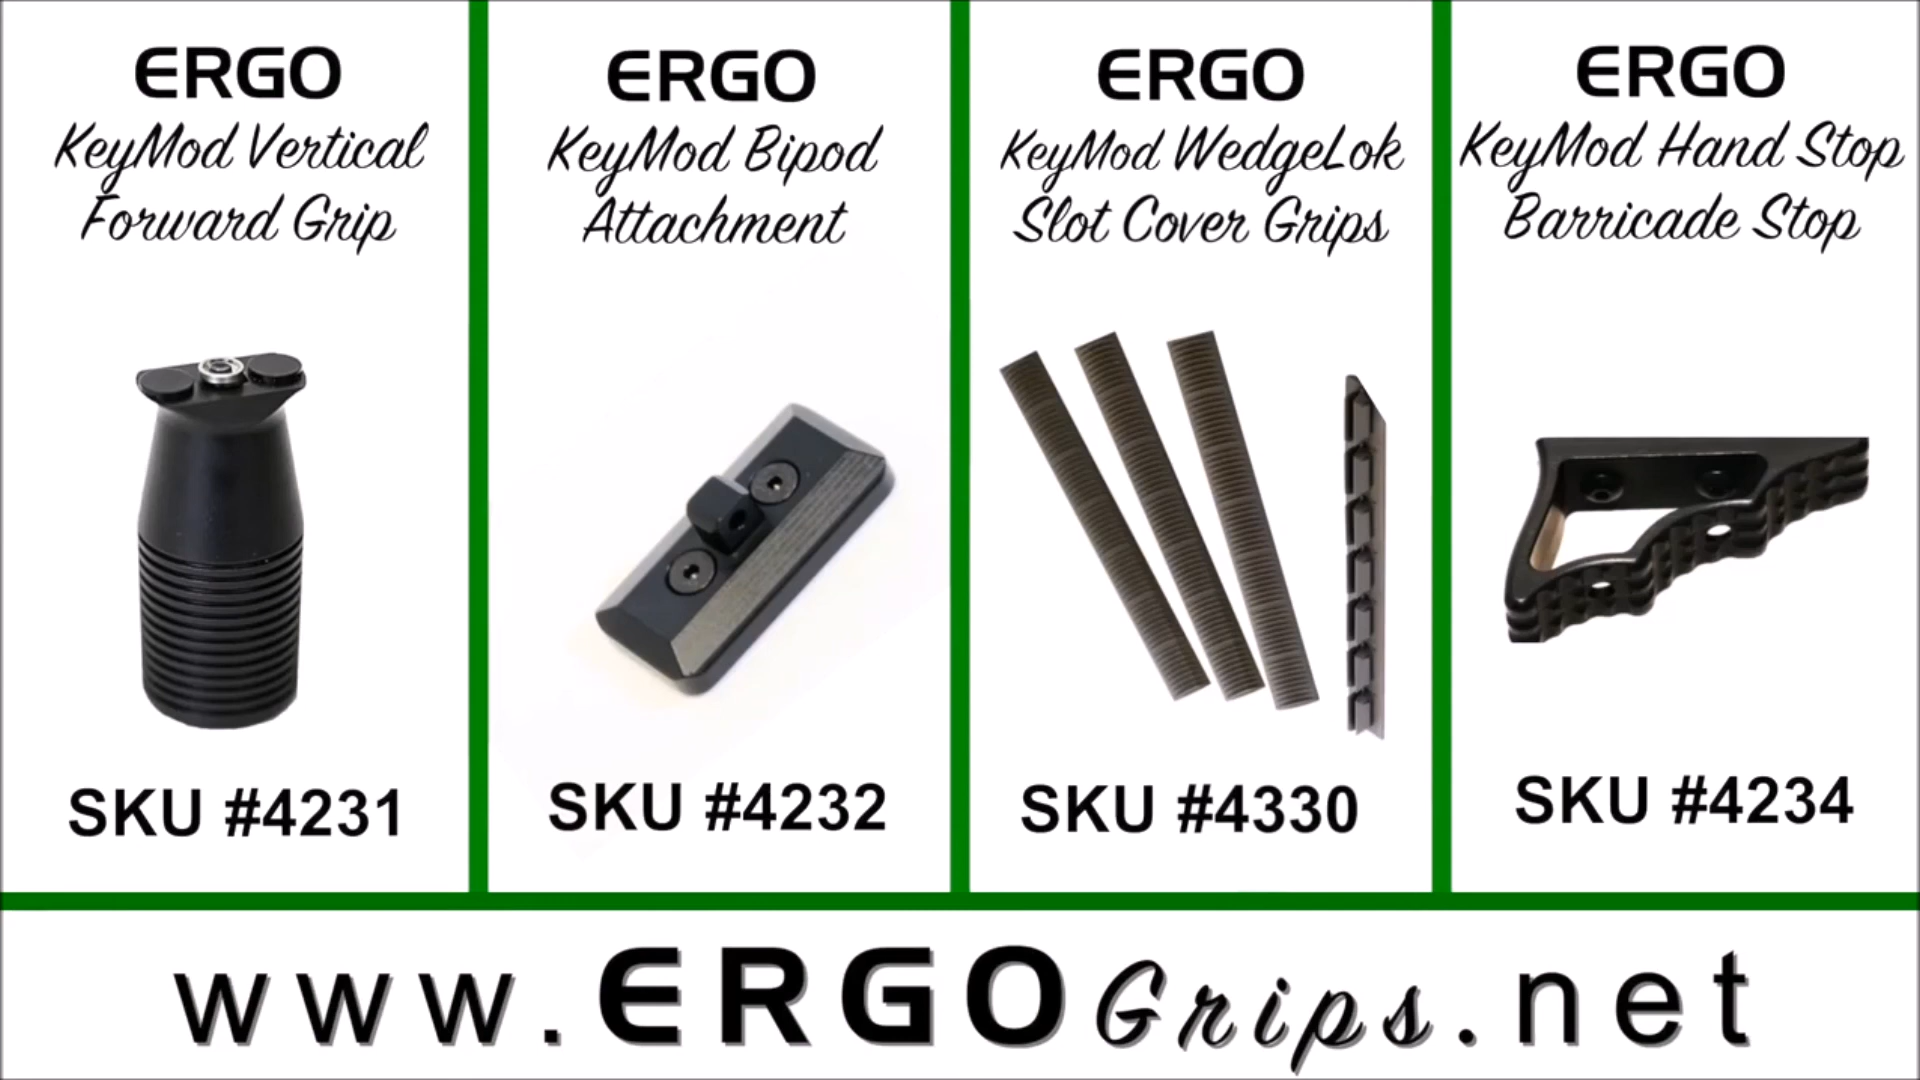 ERGO
KeyMod Vertical
Forward Grip
SKU #4231
ERGO
KeyMod Bipod
Attachment
SKU #4232
ERGO
KeyMod WedgeLok
Slot Cover Grips
SKU #4330
ERGO
KeyMod Hand Stop
Barricade Stop
SKU #4234
www.ERGOGrips.net